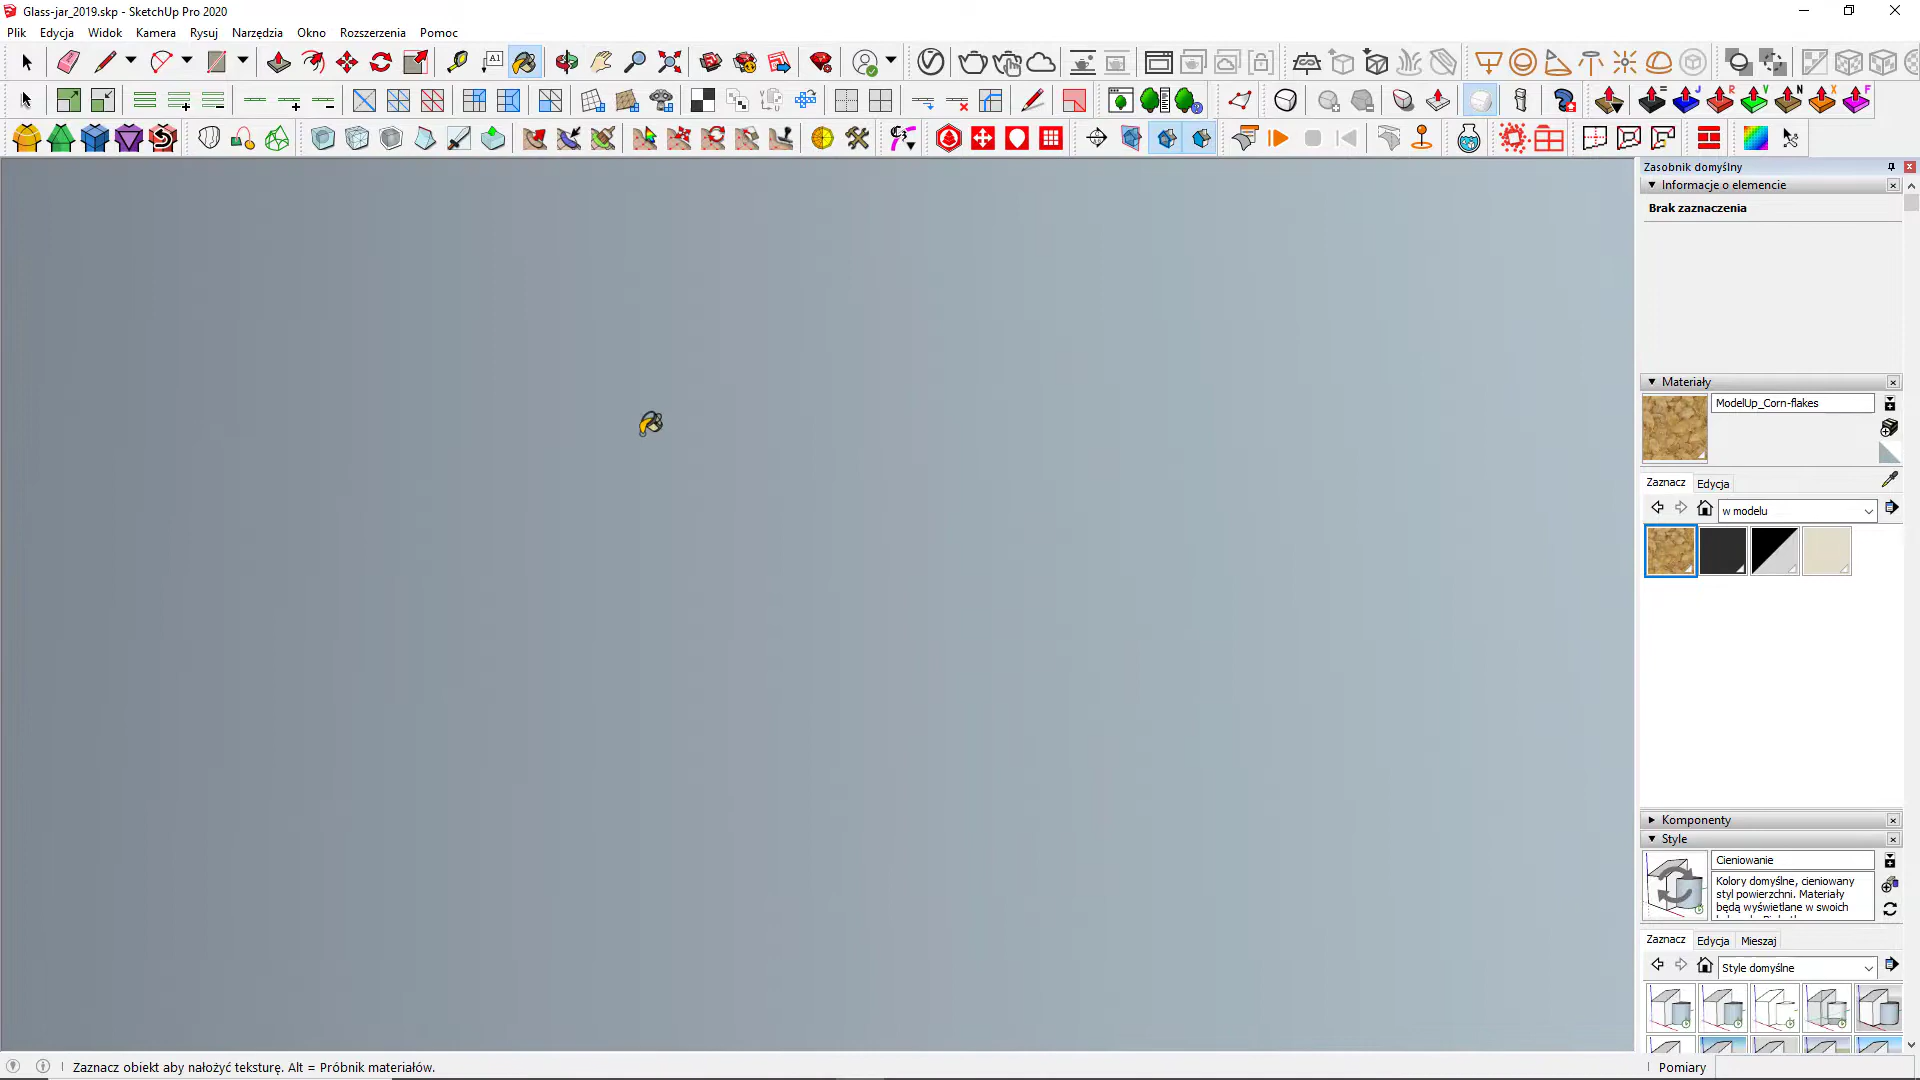 Glass-jar_2019.skp - SketchUp Pro 2020
Plik Edycja Widok Kamera Rysuj Narzędzia Okno Rozszerzenia Pomoc
A1
= J R V N X F
Zasobnik domyślny
Informacje o elemencie
Brak zaznaczenia
Materiały
ModelUp_Corn-flakes
Zaznacz Edycja
w modelu
Komponenty
Style
Cieniowanie
Kolory domyślne, cieniowany
styl powierzchni. Materiały
będą wyświetlane w swoich
Zaznacz Edycja Mieszaj
Style domyślne
Zaznacz obiekt aby nałożyć teksturę. Alt = Próbnik materiałów.
Pomiary